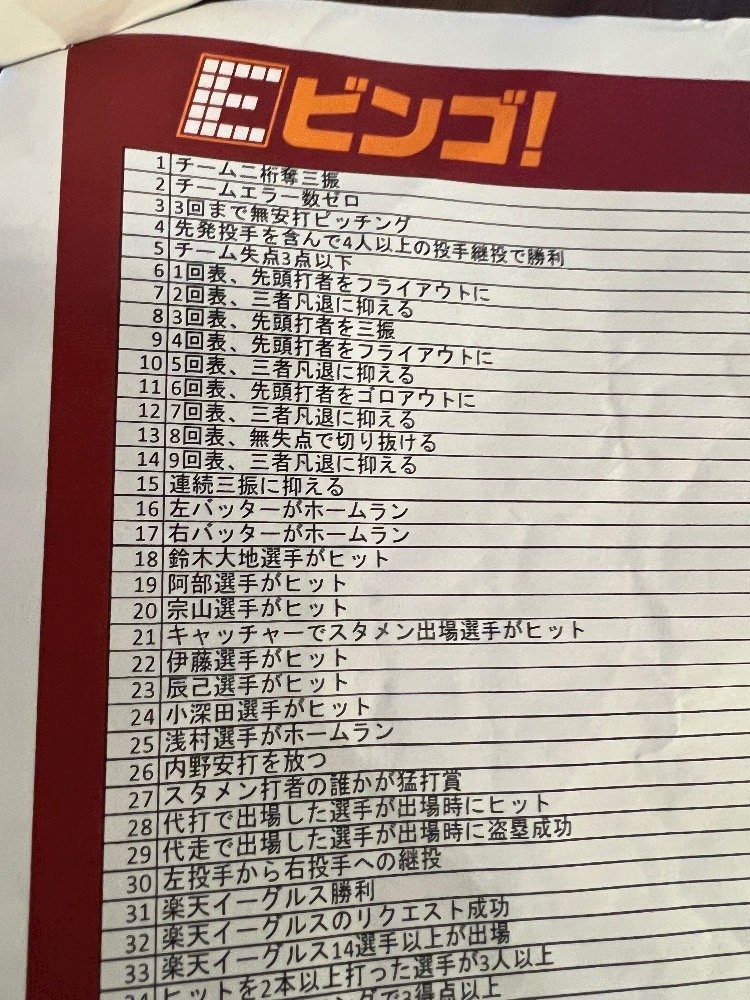 Eビンゴ!
1 チーム二桁奪三振
2 チームエラー数ゼロ
3 3回まで無安打ピッチング
4 先発投手を含んで4人以上の投手継投で勝利
5 チーム失点3点以下
6 1回表、先頭打者をフライアウトに
7 2回表、三者凡退に抑える
8 3回表、先頭打者を三振
9 4回表、先頭打者をフライアウトに
10 5回表、三者凡退に抑える
11 6回表、先頭打者をゴロアウトに
12 7回表、三者凡退に抑える
13 8回表、無失点で切り抜ける
14 9回表、三者凡退に抑える
15 連続三振に抑える
16 左バッターがホームラン
17 右バッターがホームラン
18 鈴木大地選手がヒット
19 阿部選手がヒット
20 宗山選手がヒット
21 キャッチャーでスタメン出場選手がヒット
22 伊藤選手がヒット
23 辰己選手がヒット
24 小深田選手がヒット
25 浅村選手がホームラン
26 内野安打を放つ
27 スタメン打者の誰かが猛打賞
28 代打で出場した選手が出場時にヒット
29 代走で出場した選手が出場時に盗塁成功
30 左投手から右投手への継投
31 楽天イーグルス勝利
32 楽天イーグルスのリクエスト成功
33 楽天イーグルス14選手以上が出場
34 ヒットを2本以上打った選手が3人以上
で3得点以上